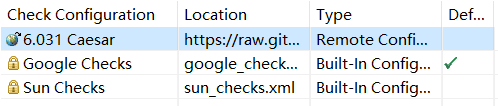 Check Configuration Location Type Def...
6.031 Caesar https://raw.git... Remote Confi...
Google Checks google_check... Built-In Config...
Sun Checks sun_checks.xml Built-In Config...